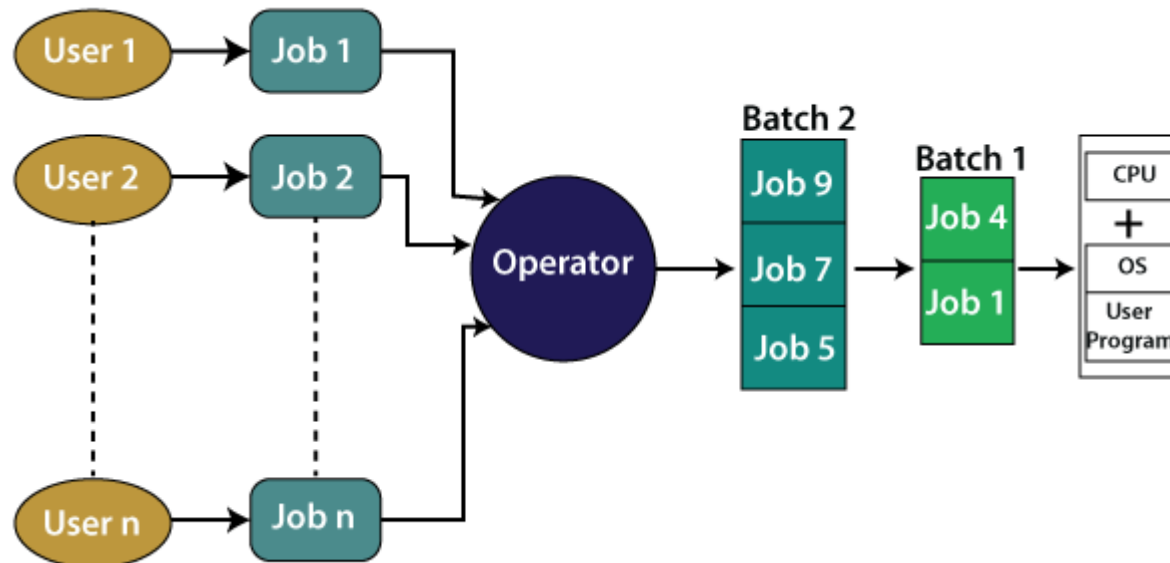 User 1
Job 1
User 2
Job 2
User n
Job n
Operator
Batch 2
Job 9
Job 7
Job 5
Batch 1
Job 4
Job 1
CPU
+
OS
User
Program